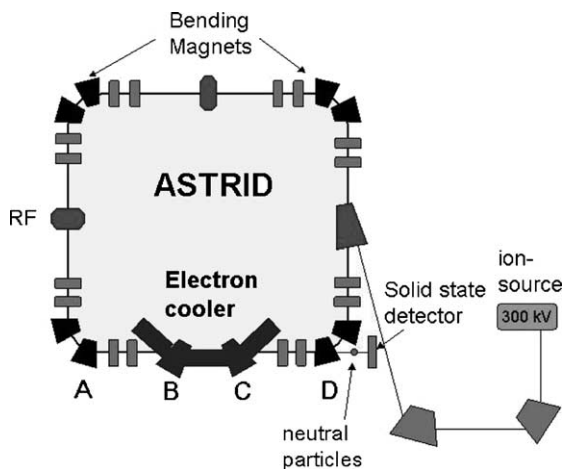 Bending
Magnets
ASTRID
RF
Electron
cooler
ion-
source
300 kV
Solid state
detector
A
B
C
D
neutral
particles